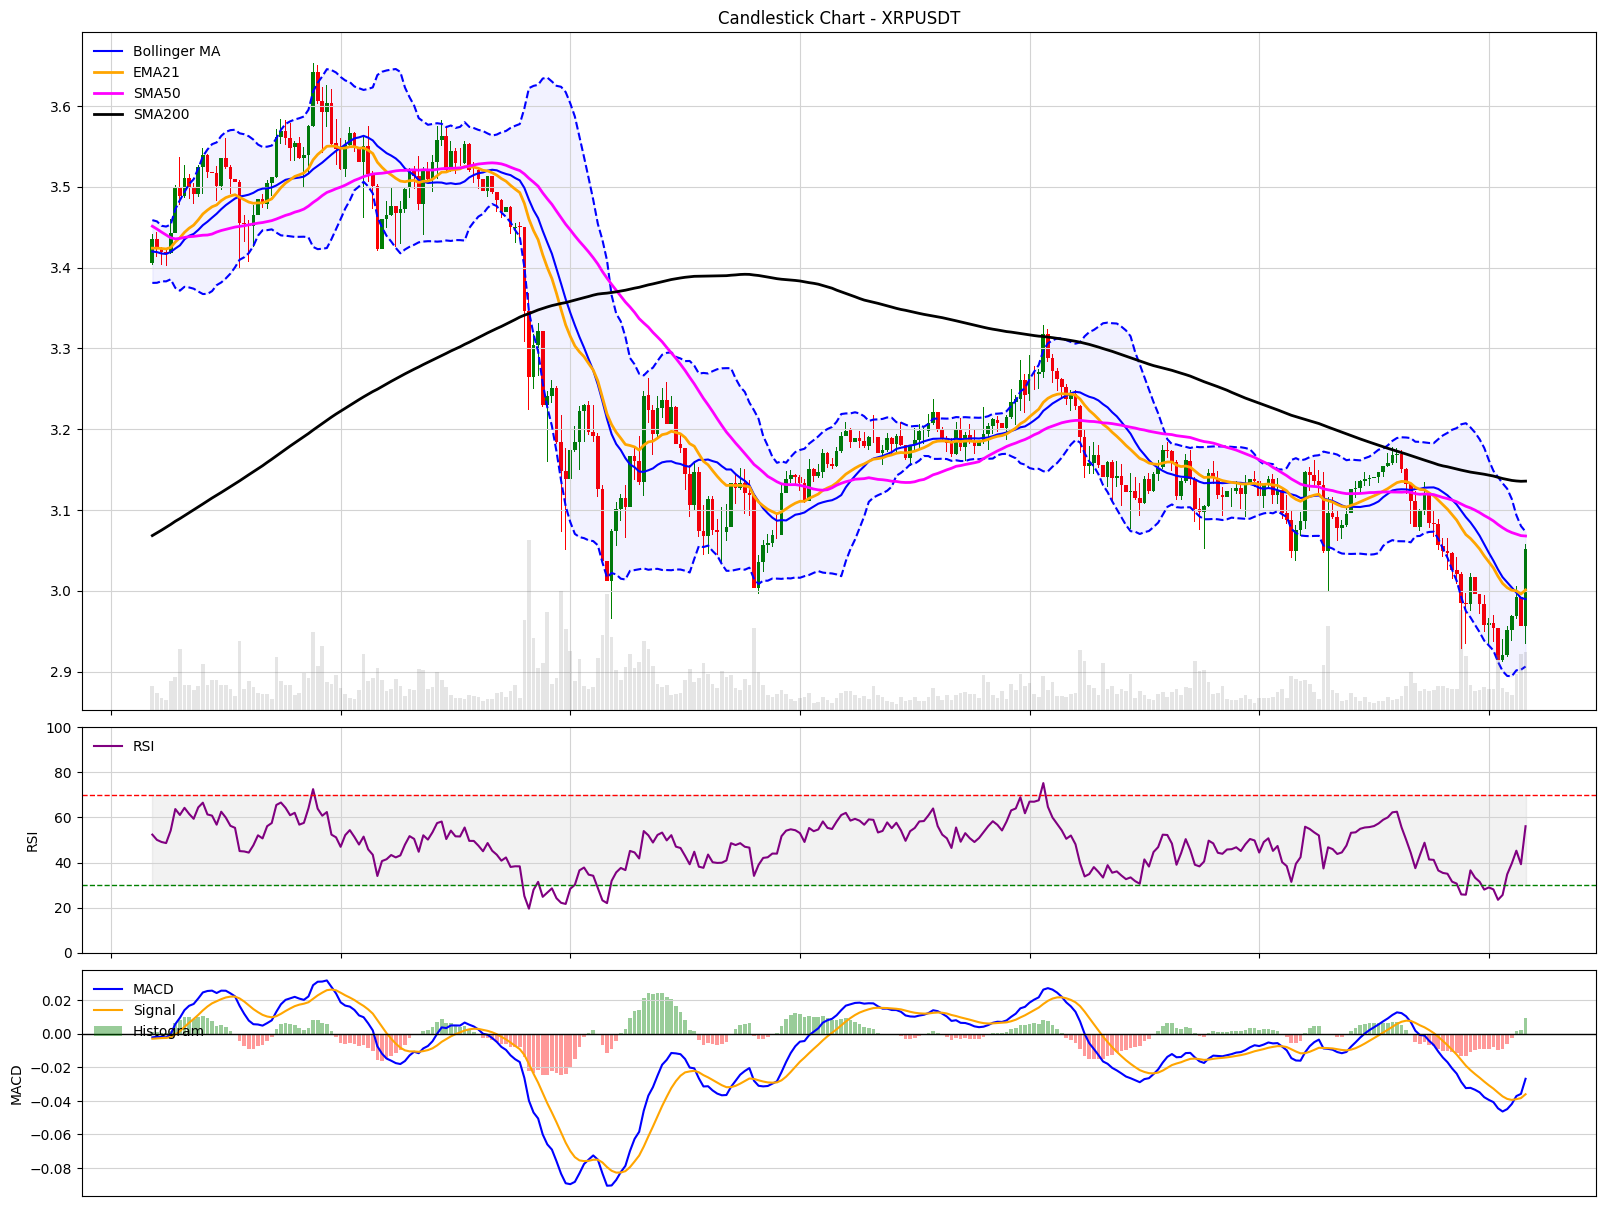 Candlestick Chart - XRPUSDT
Bollinger MA
EMA21
SMA50
SMA200
3.6
3.5
3.4
3.3
3.2
3.1
3.0
2.9
RSI
100
80
60
40
20
0
RSI
MACD
Signal
Histogram
0.02
0.00
−0.02
−0.04
−0.06
−0.08
MACD